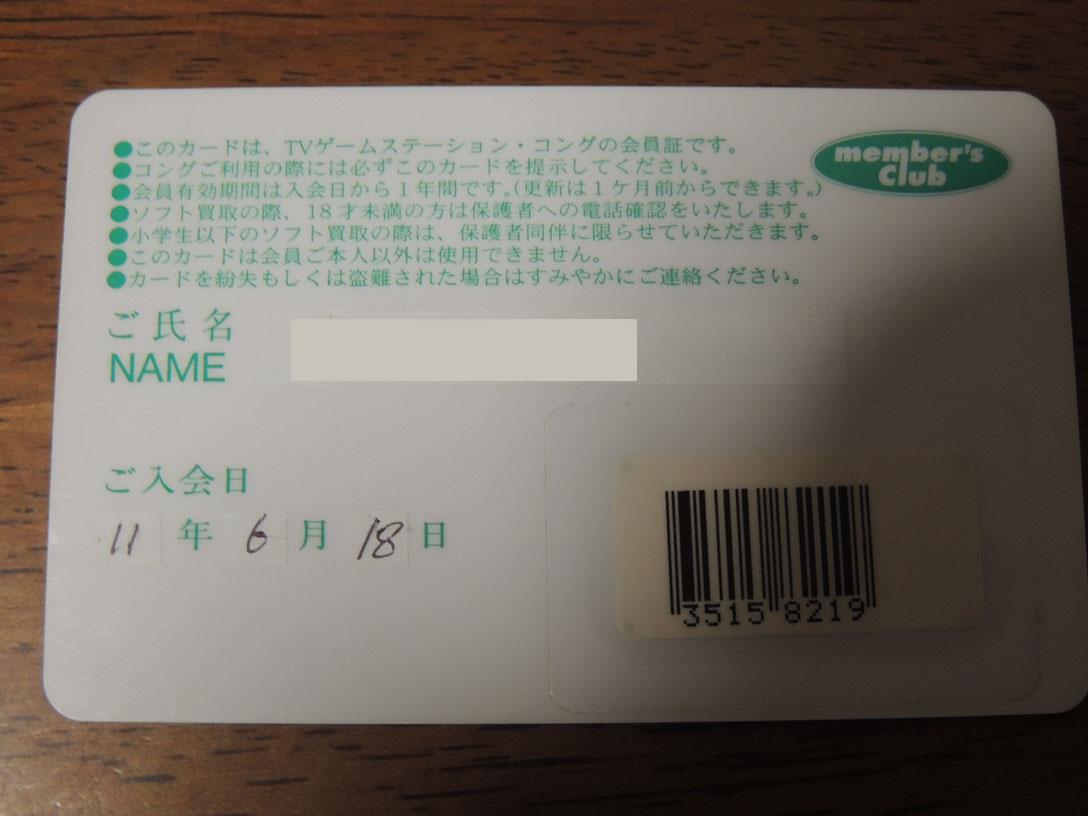 ●このカードは、TVゲームステーション・コングの会員証です。
●コングご利用の際には必ずこのカードを提示してください。
●会員有効期間は入会日から1年間です。(更新は1ケ月前からできます。)
●ソフト買取の際、18才未満の方は保護者への電話確認をいたします。
●小学生以下のソフト買取の際は、保護者同伴に限らせていただきます。
●このカードは会員ご本人以外は使用できません。
●カードを紛失もしくは盗難された場合はすみやかにご連絡ください。
member's
Club
ご氏名
NAME
ご入会日
11 年 6 月 18 日
3515 8219